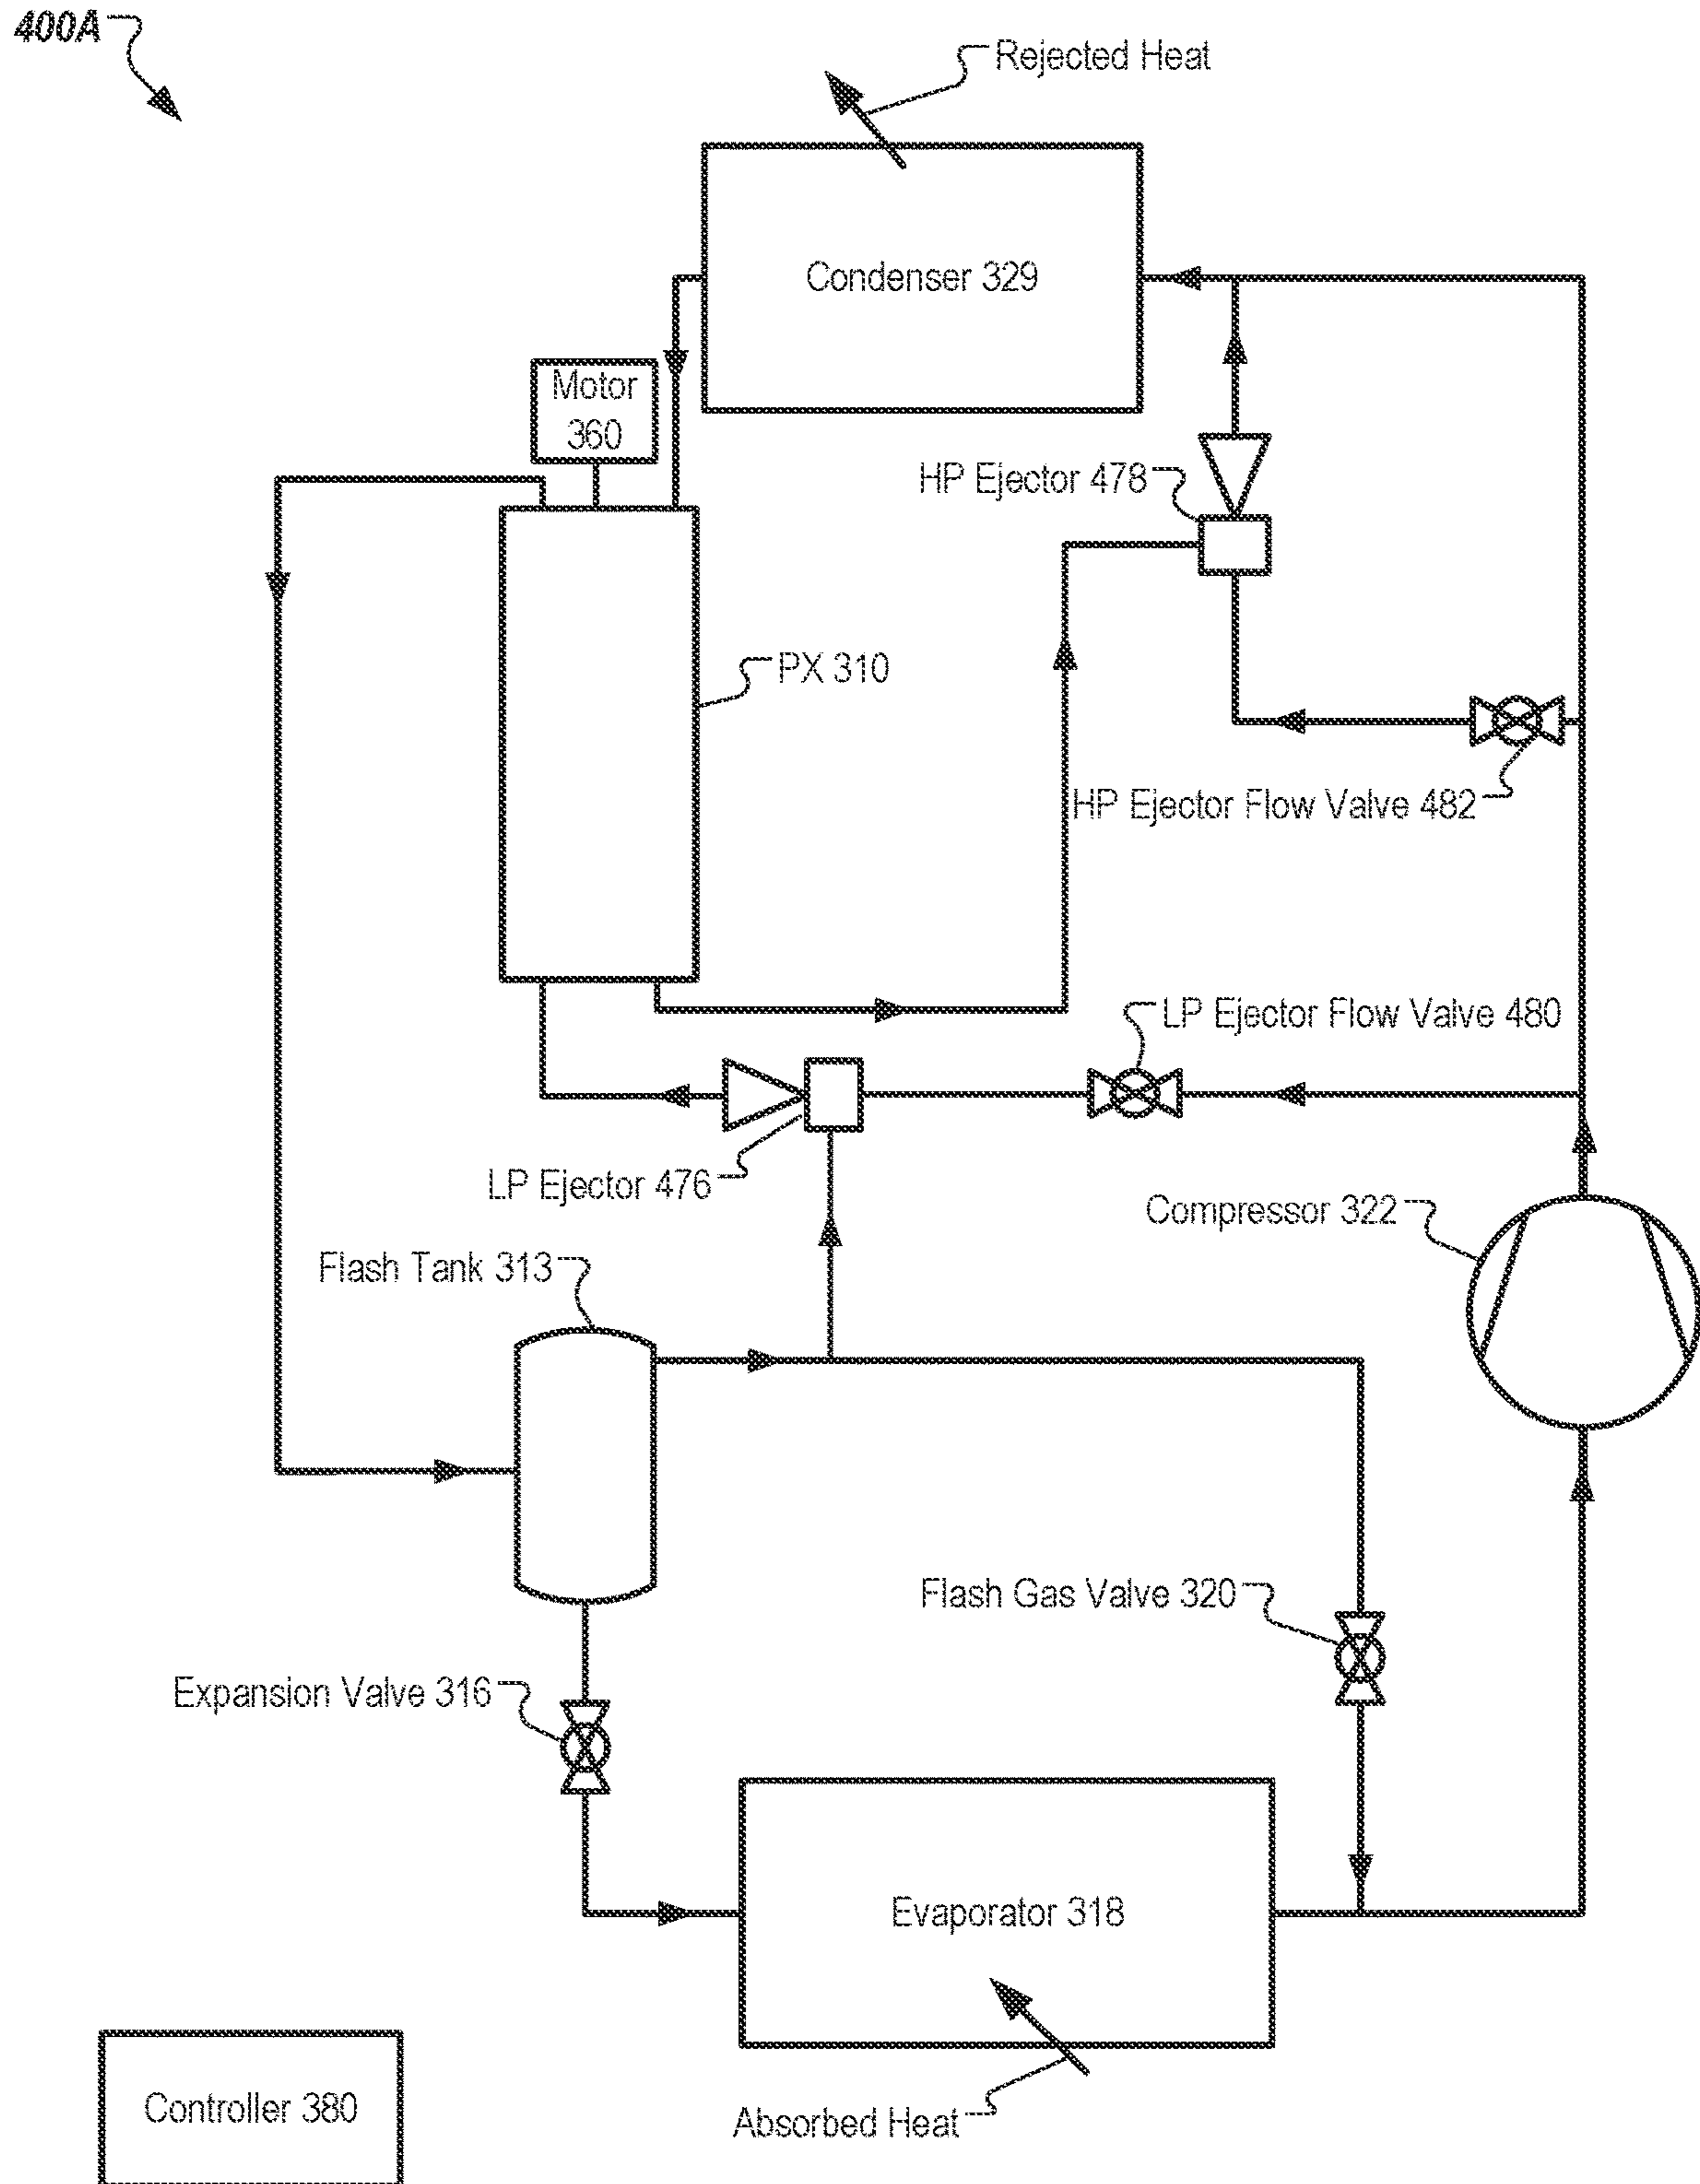 400A
Rejected Heat
Condenser 329
Motor
360
HP Ejector 478
PX 310
HP Ejector Flow Valve 482
LP Ejector Flow Valve 480
LP Ejector 476
Compressor 322
Flash Tank 313
Flash Gas Valve 320
Expansion Valve 316
Evaporator 318
Controller 380
Absorbed Heat